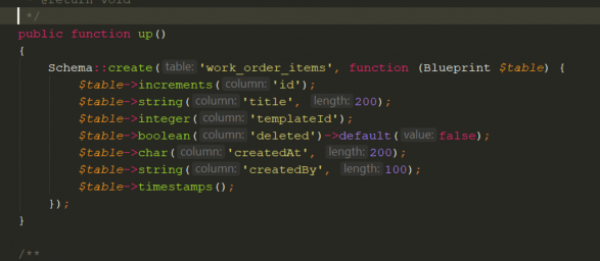 * @return void
*/
public function up()
{
Schema::create( table: 'work_order_items', function (Blueprint $table) {
$table->increments( column: 'id');
$table->string( column: 'title', length: 200);
$table->integer( column: 'templateId');
$table->boolean( column: 'deleted')->default( value: false);
$table->char( column: 'createdAt', length: 200);
$table->string( column: 'createdBy', length: 100);
$table->timestamps();
});
}
/**